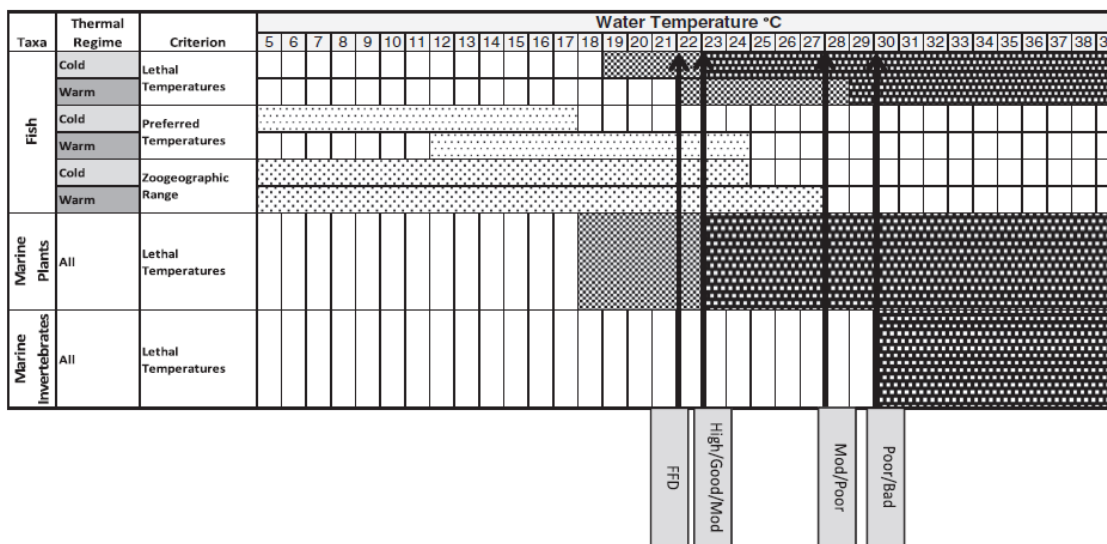 Water Temperature °C
Taxa Thermal Regime Criterion 5 6 7 8 9 10 11 12 13 14 15 16 17 18 19 20 21 22 23 24 25 26 27 28 29 30 31 32 33 34 35 36 37 38
Fish
Cold
Lethal
Temperatures
Warm
Cold
Preferred
Temperatures
Warm
Cold
Zoogeographic
Range
Warm
Marine
Plants
All
Lethal
Temperatures
Marine
Invertebrates
All
Lethal
Temperatures
FFD
High/Good/Mod
Mod/Poor
Poor/Bad